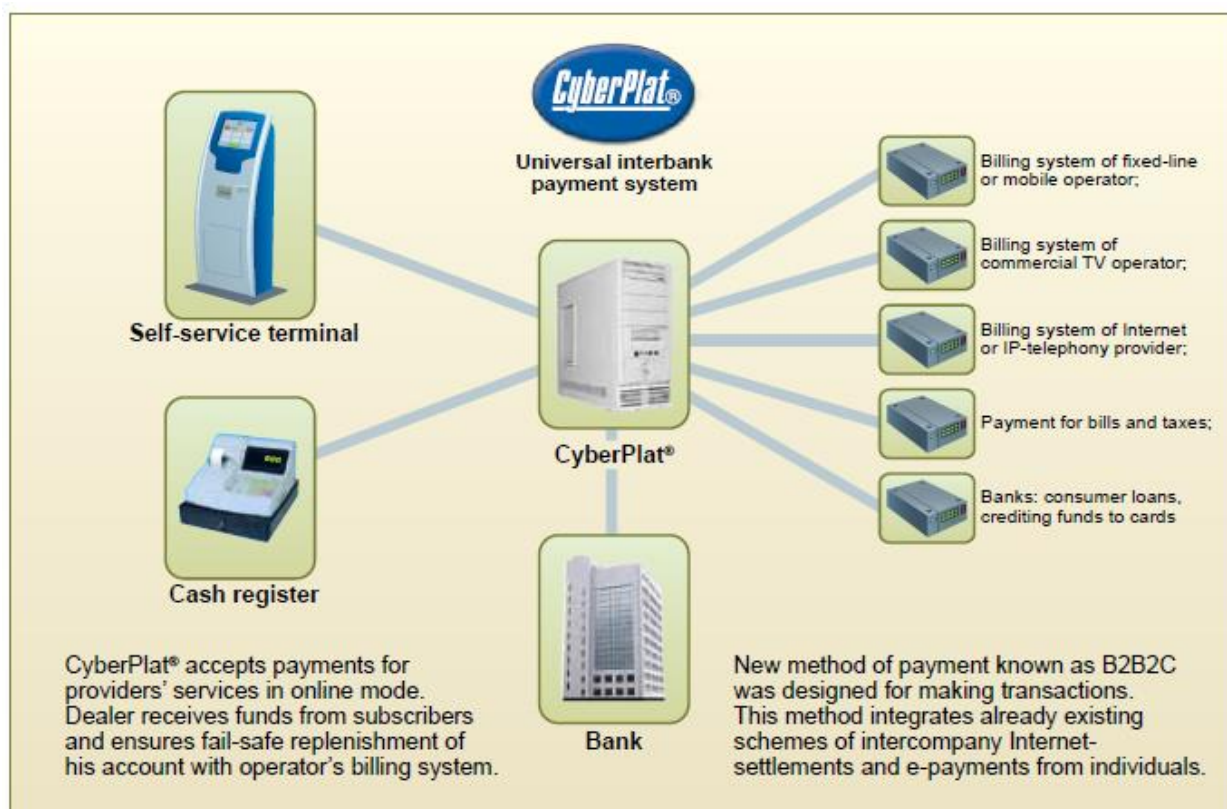 CyberPlat®
Universal interbank
payment system
Self-service terminal
Cash register
CyberPlat®
Bank
Billing system of fixed-line
or mobile operator;
Billing system of
commercial TV operator;
Billing system of Internet
or IP-telephony provider;
Payment for bills and taxes;
Banks: consumer loans,
crediting funds to cards
CyberPlat® accepts payments for
providers' services in online mode.
Dealer receives funds from subscribers
and ensures fail-safe replenishment of
his account with operator's billing system.
New method of payment known as B2B2C
was designed for making transactions.
This method integrates already existing
schemes of intercompany Internet-
settlements and e-payments from individuals.